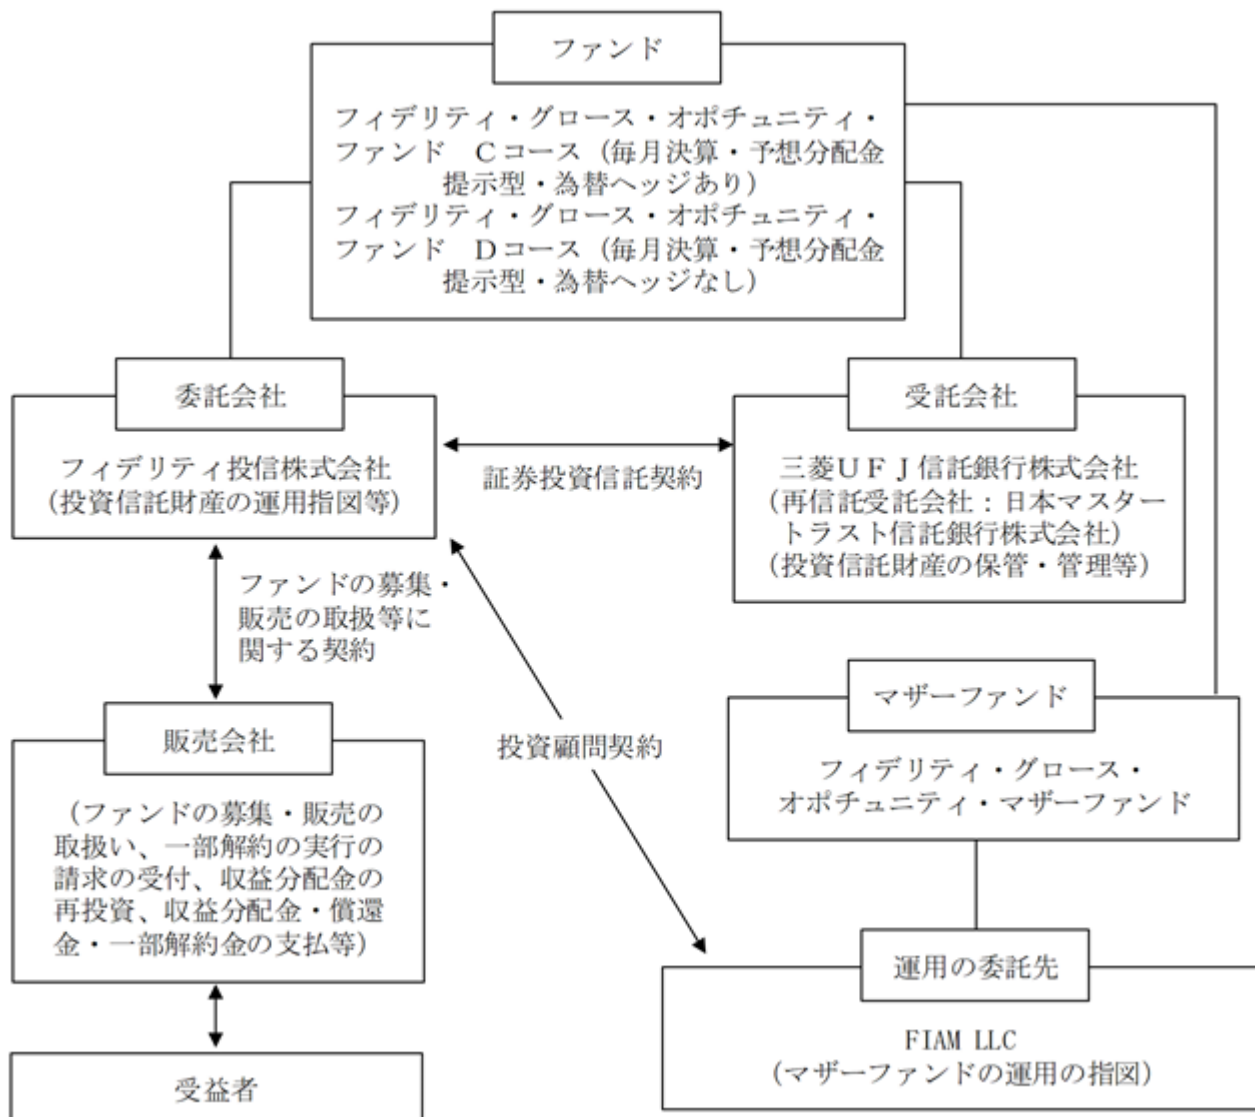 ファンド
フィデリティ・グロース・オポチュニティ・
ファンド　Ｃコース（毎月決算・予想分配金
提示型・為替ヘッジあり）
フィデリティ・グロース・オポチュニティ・
ファンド　Ｄコース（毎月決算・予想分配金
提示型・為替ヘッジなし）
委託会社
フィデリティ投信株式会社
（投資信託財産の運用指図等）
証券投資信託契約
受託会社
三菱ＵＦＪ信託銀行株式会社
（再信託受託会社：日本マスター
トラスト信託銀行株式会社）
（投資信託財産の保管・管理等）
ファンドの募集・
販売の取扱等に
関する契約
販売会社
（ファンドの募集・販売の
取扱い、一部解約の実行の
請求の受付、収益分配金の
再投資、収益分配金・償還
金・一部解約金の支払等）
投資顧問契約
マザーファンド
フィデリティ・グロース・
オポチュニティ・マザーファンド
運用の委託先
FIAM LLC
（マザーファンドの運用の指図）
受益者